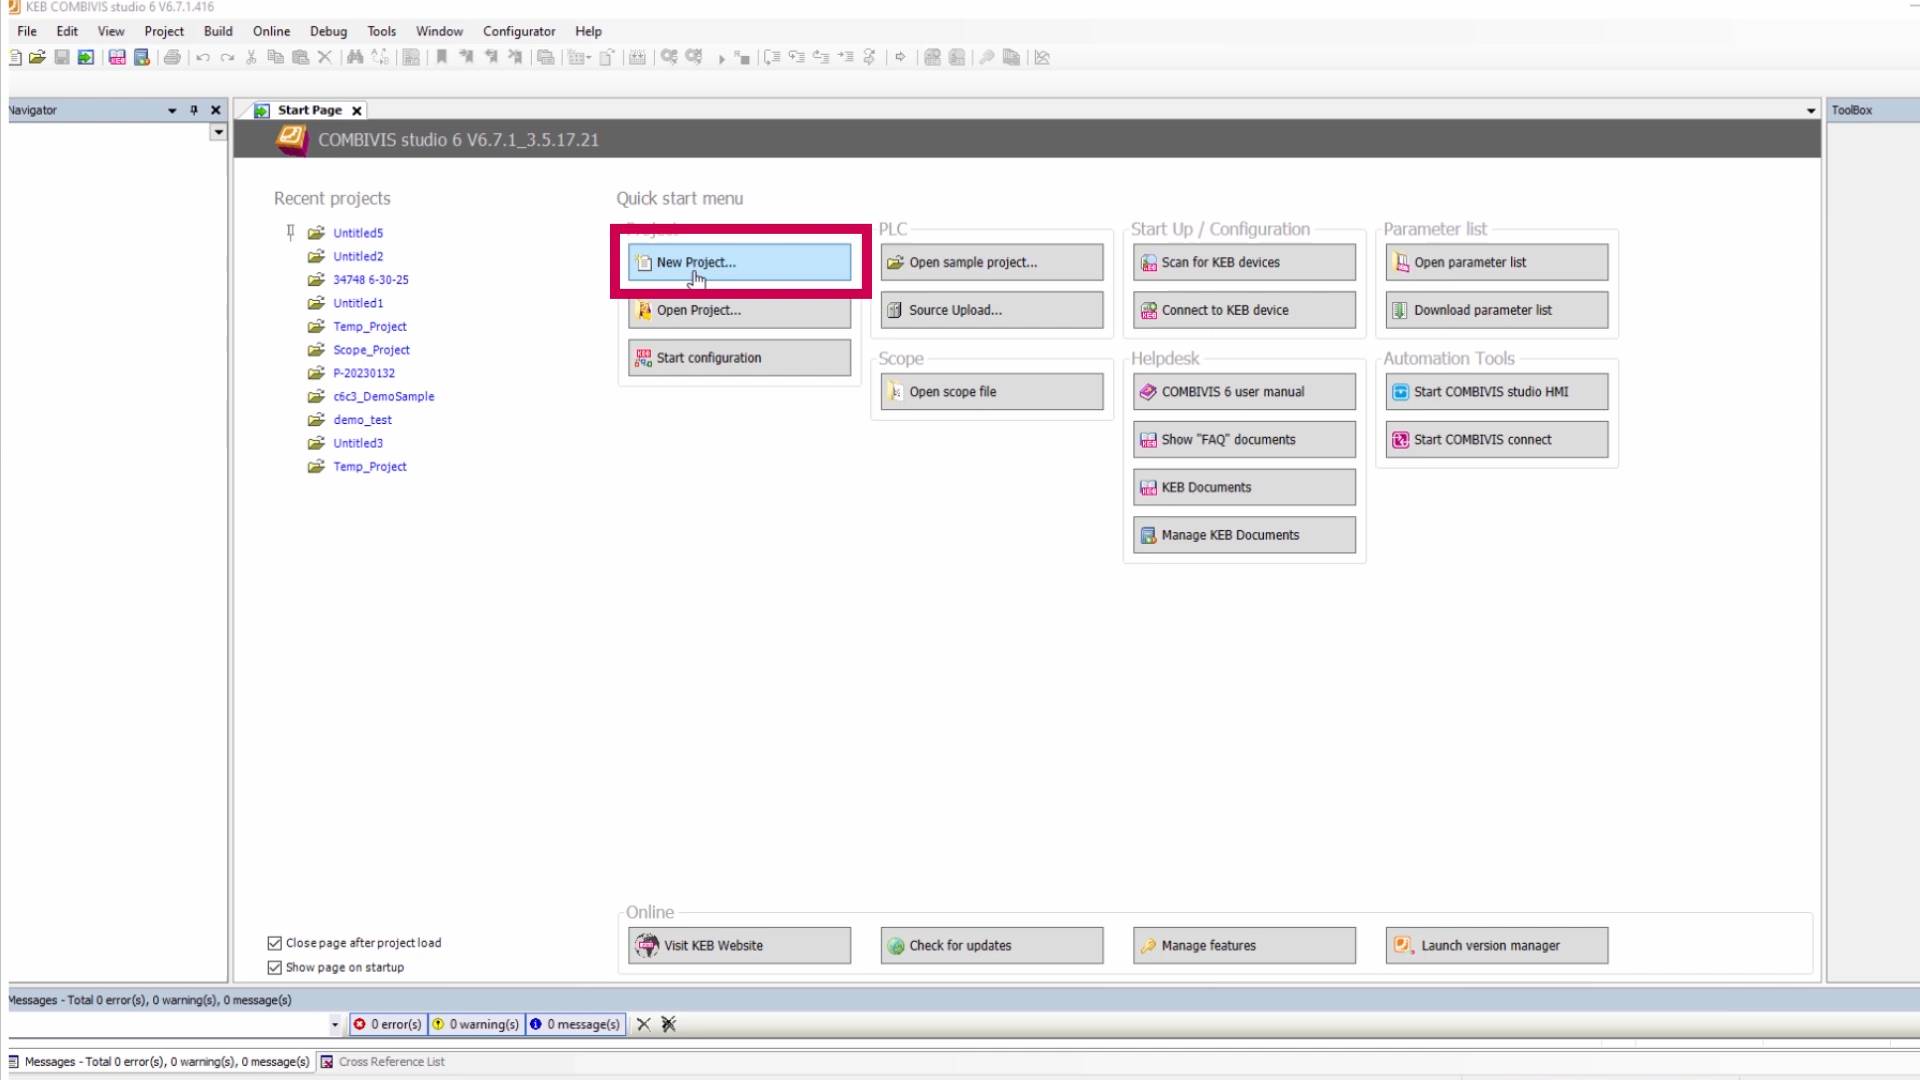 KEB COMBIVIS studio 6 V6.7.1.416
File Edit View Project Build Online Debug Tools Window Configurator Help
Navigator
Start Page
ToolBox
COMBIVIS studio 6 V6.7.1_3.5.17.21
Recent projects
Untitled5
Untitled2
34748 6-30-25
Untitled1
Temp_Project
Scope_Project
P-20230132
c6c3_DemoSample
demo_test
Untitled3
Temp_Project
Quick start menu
New Project...
Open Project...
Start configuration
PLC
Open sample project...
Source Upload...
Scope
Open scope file
Start Up / Configuration
Scan for KEB devices
Connect to KEB device
Helpdesk
COMBIVIS 6 user manual
Show "FAQ" documents
KEB Documents
Manage KEB Documents
Parameter list
Open parameter list
Download parameter list
Automation Tools
Start COMBIVIS studio HMI
Start COMBIVIS connect
Online
Visit KEB Website
Check for updates
Manage features
Launch version manager
Close page after project load
Show page on startup
Messages - Total 0 error(s), 0 warning(s), 0 message(s)
0 error(s) 0 warning(s) 0 message(s)
Messages - Total 0 error(s), 0 warning(s), 0 message(s) Cross Reference List